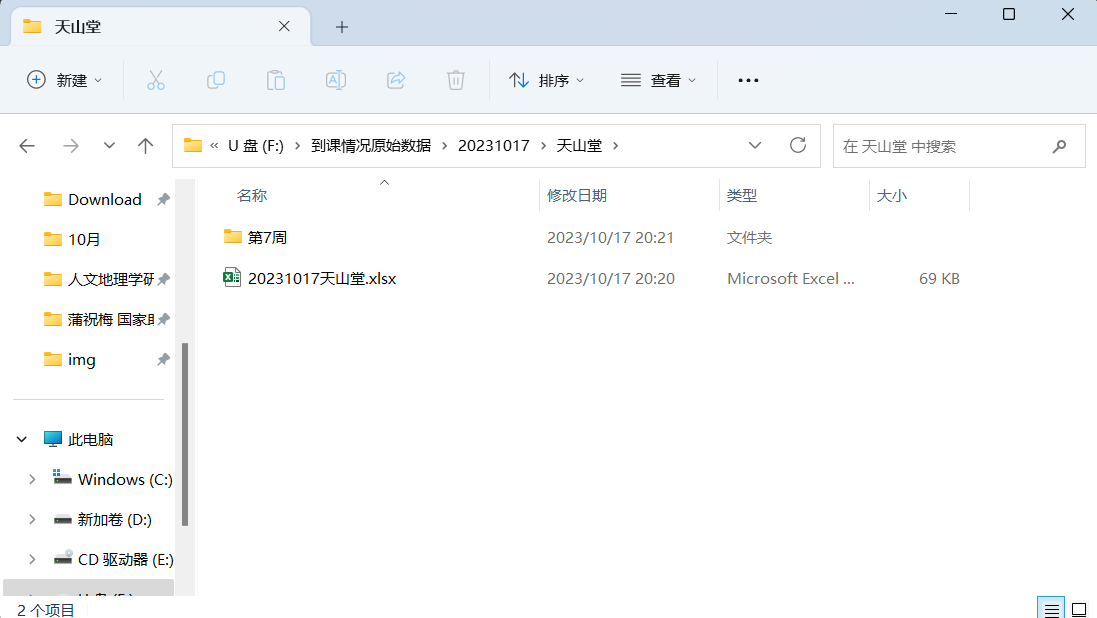 天山堂
新建
排序
查看
« U 盘 (F:) › 到课情况原始数据 › 20231017 › 天山堂 ›
在 天山堂 中搜索
名称 修改日期 类型 大小
第7周 2023/10/17 20:21 文件夹
20231017天山堂.xlsx 2023/10/17 20:20 Microsoft Excel ... 69 KB
Download
10月
人文地理学研
蒲祝梅 国家
img
此电脑
Windows (C:)
新加卷 (D:)
CD 驱动器 (E:)
2 个项目